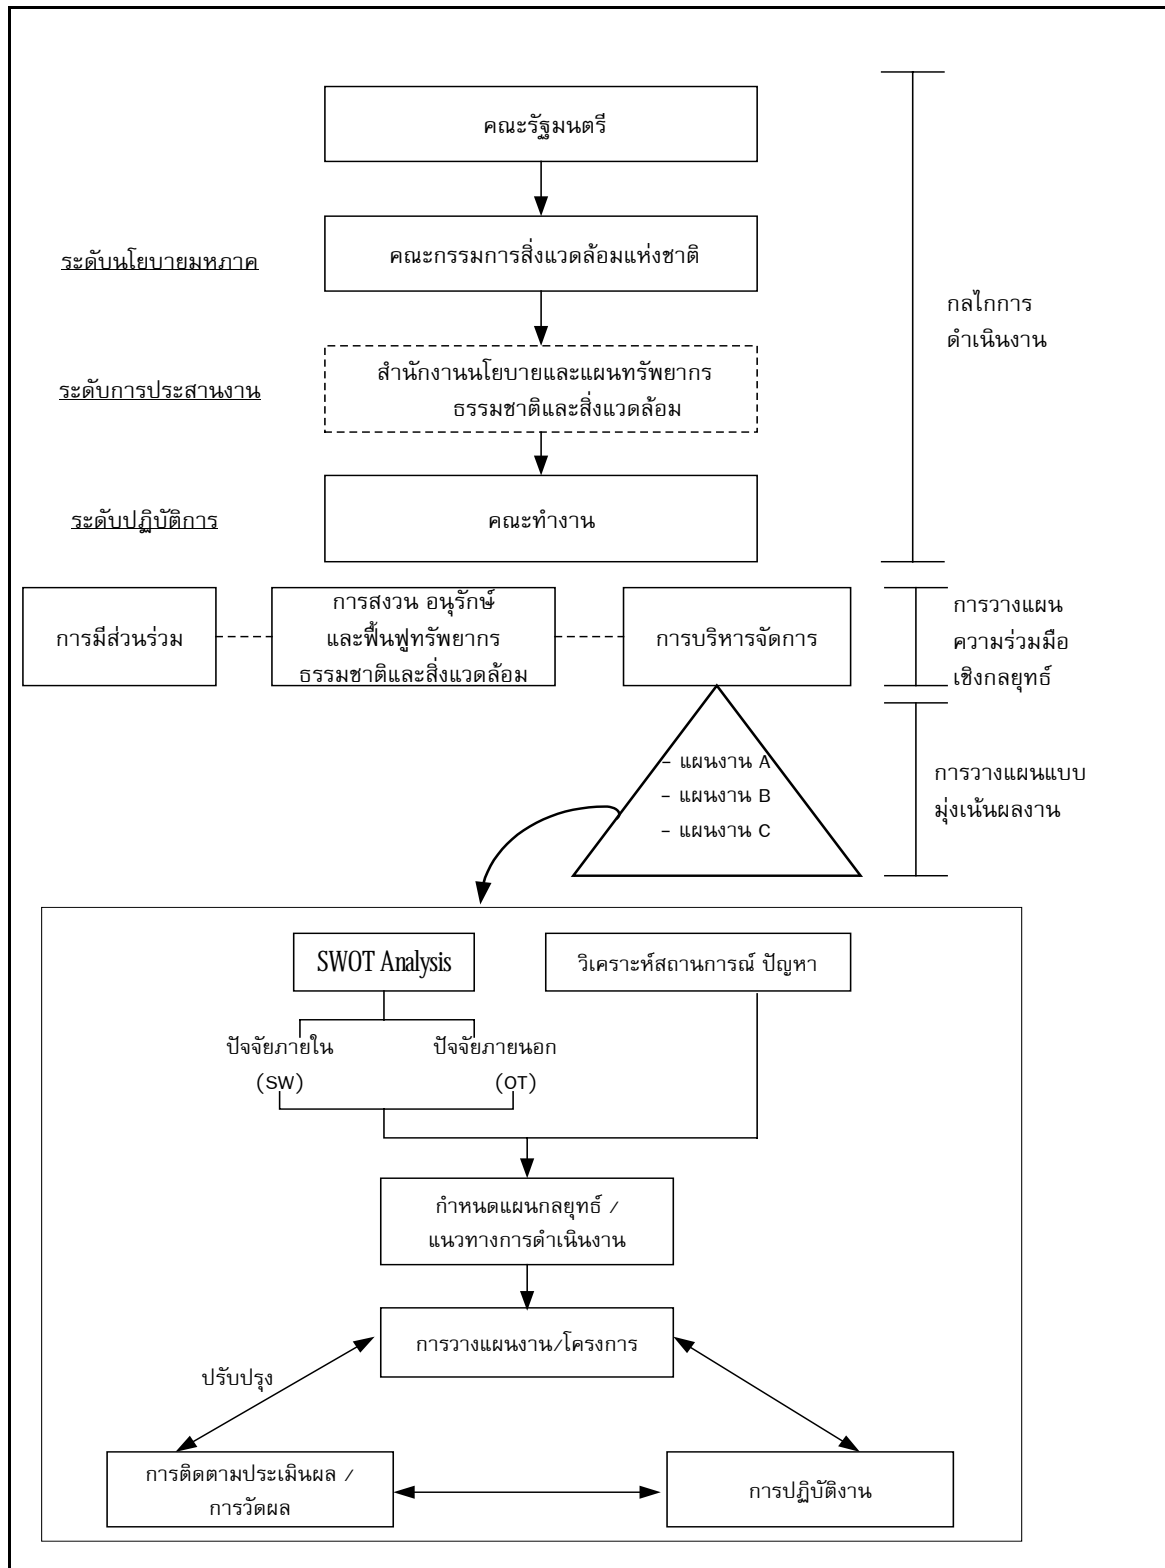 คณะรัฐมนตรี
ระดับนโยบายมหภาค
คณะกรรมการสิ่งแวดล้อมแห่งชาติ
กลไกการ
ดำเนินงาน
ระดับการประสานงาน
สำนักงานนโยบายและแผนทรัพยากร
ธรรมชาติและสิ่งแวดล้อม
ระดับปฏิบัติการ
คณะทำงาน
การมีส่วนร่วม
การสงวน อนุรักษ์
และฟื้นฟูทรัพยากร
ธรรมชาติและสิ่งแวดล้อม
การบริหารจัดการ
การวางแผน
ความร่วมมือ
เชิงกลยุทธ์
- แผนงาน A
- แผนงาน B
- แผนงาน C
การวางแผนแบบ
มุ่งเน้นผลงาน
SWOT Analysis
วิเคราะห์สถานการณ์ ปัญหา
ปัจจัยภายใน
(SW)
ปัจจัยภายนอก
(OT)
กำหนดแผนกลยุทธ์ /
แนวทางการดำเนินงาน
การวางแผนงาน/โครงการ
ปรับปรุง
การติดตามประเมินผล /
การวัดผล
การปฏิบัติงาน